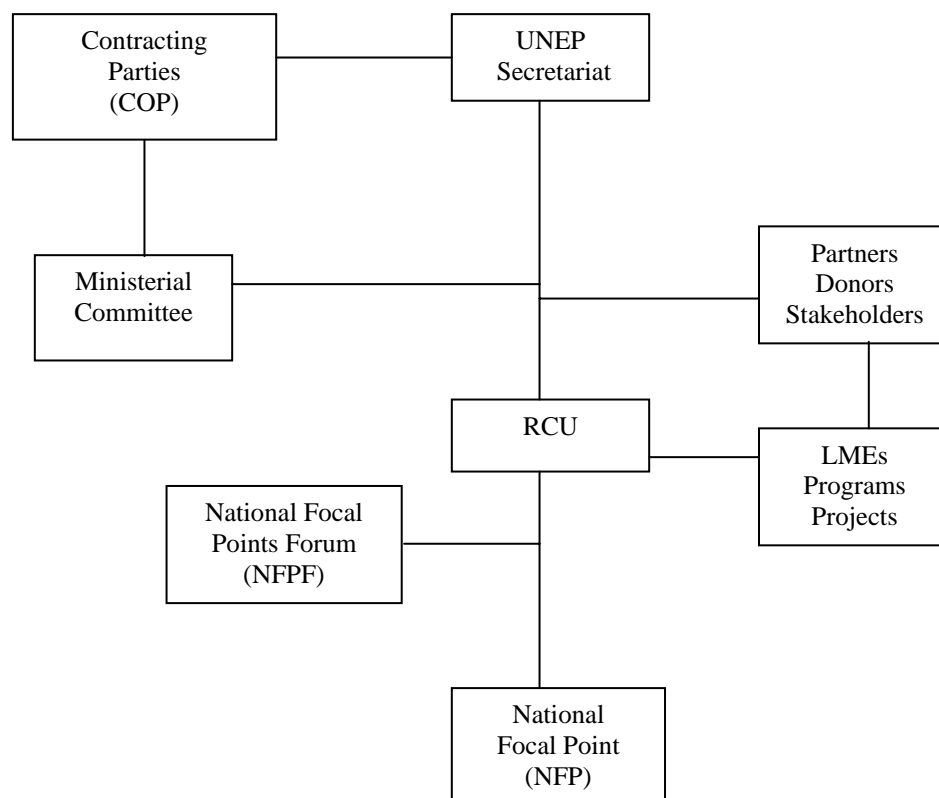 Contracting
Parties
(COP)
UNEP
Secretariat
Ministerial
Committee
Partners
Donors
Stakeholders
RCU
LMEs
Programs
Projects
National Focal
Points Forum
(NFPF)
National
Focal Point
(NFP)